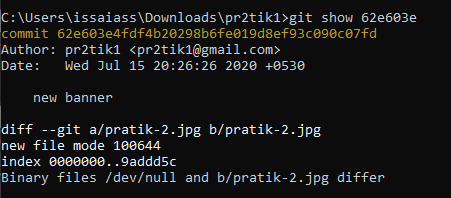 C:\Users\issaiass\Downloads\pr2tik1>git show 62e603e
commit 62e603e4fdf4b20298b6fe019d8ef93c090c07fd
Author: pr2tik1 <pr2tik1@gmail.com>
Date:   Wed Jul 15 20:26:26 2020 +0530
    new banner
diff --git a/pratik-2.jpg b/pratik-2.jpg
new file mode 100644
index 0000000..9addd5c
Binary files /dev/null and b/pratik-2.jpg differ